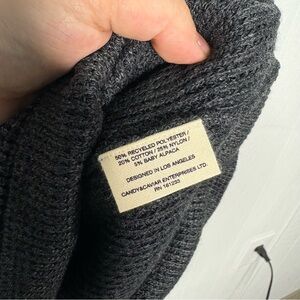 50% RECYCLED POLYESTER /
20% COTTON / 25% NYLON /
5% BABY ALPACA
DESIGNED IN LOS ANGELES
CANDY&CAVIAR ENTERPRISES LTD.
RN 161233